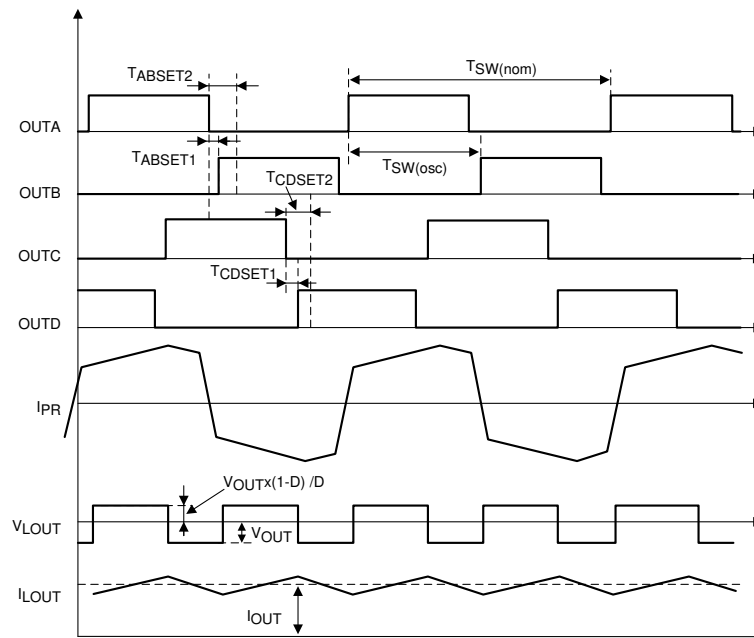 TABSET2
TSW(nom)
OUTA
TABSET1
TSW(osc)
OUTB
TCDSET2
OUTC
TCDSET1
OUTD
IPR
VOUTx(1-D) /D
VLOUT
VOUT
ILOUT
IOUT